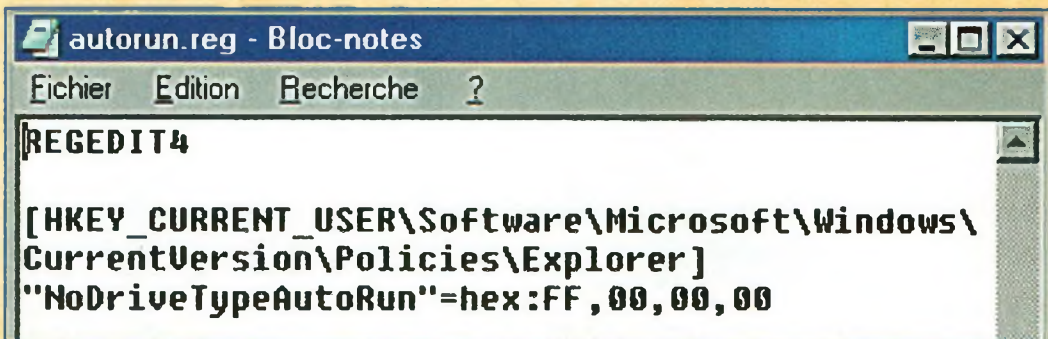 autorun.reg - Bloc-notes
Fichier Edition Recherche ?
REGEDIT4
[HKEY_CURRENT_USER\Software\Microsoft\Windows\
CurrentVersion\Policies\Explorer]
"NoDriveTypeAutoRun"=hex:FF,00,00,00